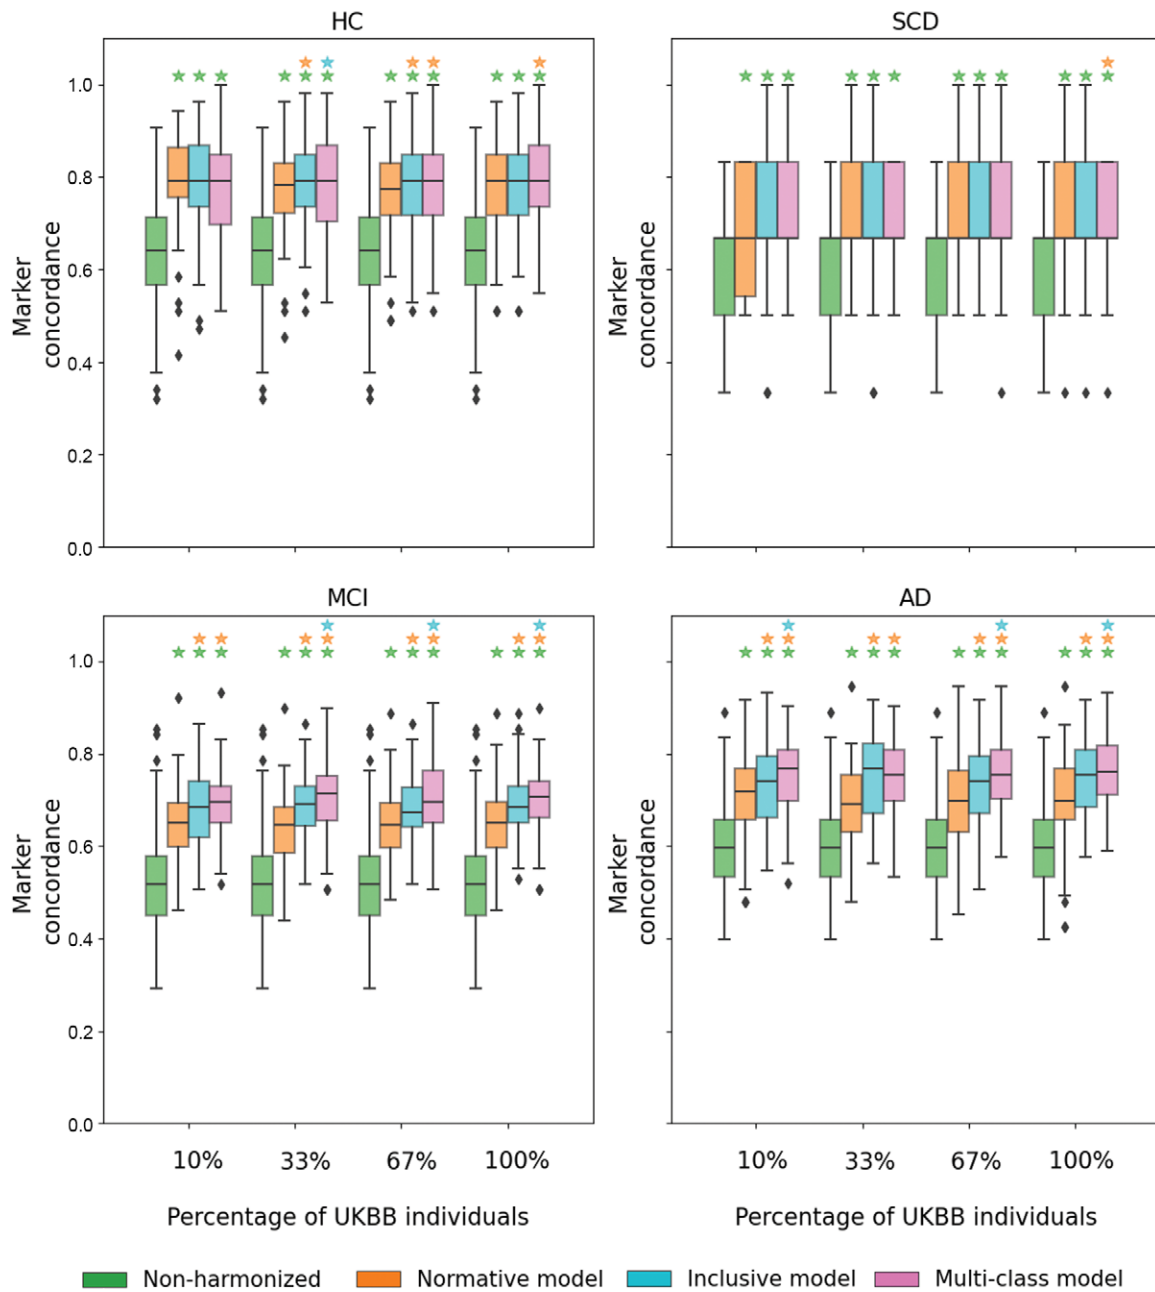 HC
SCD
1.0
0.8
0.6
0.4
0.2
0.0
Marker
concordance
Marker
concordance
MCI
AD
1.0
0.8
0.6
0.4
0.2
0.0
Marker
concordance
Marker
concordance
10% 33% 67% 100%
10% 33% 67% 100%
Percentage of UKBB individuals
Percentage of UKBB individuals
Non-harmonized Normative model Inclusive model Multi-class model